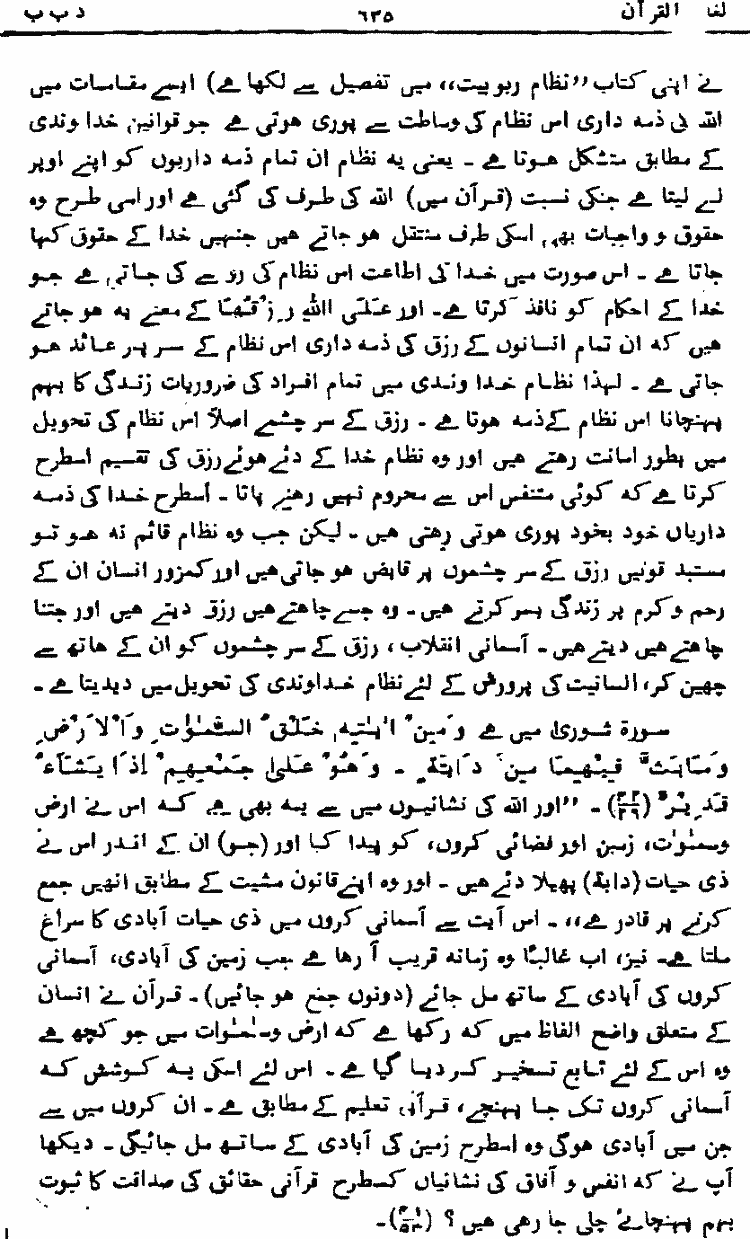 لغات القرآن ۶۳۵ د ب ب
نے اپنی کتاب ’’نظام ربوبیت‘‘ میں تفصیل سے لکھا ہے) ایسے مقامات میں
اللہ کی ذمہ داری اس نظام کی وساطت سے پوری ہوتی ہے جو قوانین خدا وندی
کے مطابق متشکل ہوتا ہے ۔ یعنی یہ نظام ان تمام ذمہ داریوں کو اپنے اوپر
لے لیتا ہے جنکی نسبت (قرآن میں) اللہ کی طرف کی گئی ہے اور اسی طرح وہ
حقوق و واجبات بھی اسکی طرف منتقل ہو جاتے ہیں جنہیں خدا کے حقوق کہا
جاتا ہے ۔ اس صورت میں خدا کی اطاعت اس نظام کی رو سے کی جاتی ہے جو
خدا کے احکام کو نافذ کرتا ہے۔ اور عَلَی اللّٰہِ رِزْقُہَا کے معنے یہ ہو جاتے
ہیں کہ ان تمام انسانوں کے رزق کی ذمہ داری اس نظام کے سر پر عائد ہو
جاتی ہے ۔ لہذا نظام خدا وندی میں تمام افراد کی ضروریات زندگی کا بہم
پہنچانا اس نظام کے ذمہ ہوتا ہے ۔ رزق کے سر چشمے اصلاً اس نظام کی تحویل
میں بطور امانت رہتے ہیں اور وہ نظام خدا کے دئے ہوئے رزق کی تقسیم اسطرح
کرتا ہے کہ کوئی متنفس اس سے محروم نہیں رہنے پاتا ۔ اسطرح خدا کی ذمہ
داریاں خود بخود پوری ہوتی رہتی ہیں ۔ لیکن جب وہ نظام قائم نہ ہو تو
مستبد قوتیں رزق کے سر چشموں پر قابض ہو جاتی ہیں اور کمزور انسان ان کے
رحم و کرم پر زندگی بسر کرتے ہیں ۔ وہ جسے چاہتے ہیں رزق دیتے ہیں اور جتنا
چاہتے ہیں دیتے ہیں ۔ آسمانی انقلاب، رزق کے سر چشموں کو ان کے ہاتھ سے
چھین کر، انسانیت کی پرورش کے لئے نظام خداوندی کی تحویل میں دیدیتا ہے ۔
سورۃ شوریٰ میں ہے وَمِنْ اٰیٰتِہٖ خَلْقُ السَّمٰوٰتِ وَالْاَرْضِ
وَمَابَثَّ فِیْہِمَا مِنْ دَابَّۃٍ ۔ وَھُوَ عَلیٰ جَمْعِہِمْ اِذَا یَشَاءُ
قَدِیْرٌ (۴۲/۲۹) ۔ ’’اور اللہ کی نشانیوں میں سے یہ بھی ہے کہ اس نے ارض
وسمٰوٰت، زمین اور فضائی کروں، کو پیدا کیا اور (جو) ان کے اندر اس نے
ذی حیات (دابۃ) پھیلا دئے ہیں ۔ اور وہ اپنے قانون مشیت کے مطابق انھیں جمع
کرنے پر قادر ہے‘‘ ۔ اس آیت سے آسمانی کروں میں ذی حیات آبادی کا سراغ
ملتا ہے۔ نیز، اب غالباً وہ زمانہ قریب آ رہا ہے جب زمین کی آبادی، آسمانی
کروں کی آبادی کے ساتھ مل جائے (دونوں جمع ہو جائیں) ۔ قرآن نے انسان
کے متعلق واضح الفاظ میں کہ رکھا ہے کہ ارض و سمٰوات میں جو کچھ ہے
وہ اس کے لئے تابع تسخیر کر دیا گیا ہے ۔ اس لئے اسکی یہ کوشش کہ
آسمانی کروں تک جا پہنچے، قرآنی تعلیم کے مطابق ہے ۔ ان کروں میں سے
جن میں آبادی ہوگی وہ اسطرح زمین کی آبادی کے ساتھ مل جائیگی ۔ دیکھا
آپ نے کہ انفس و آفاق کی نشانیاں کسطرح قرآنی حقائق کی صداقت کا ثبوت
بہم پہنچائے چلی جا رہی ہیں ؟ (۴۱/۵۳)۔